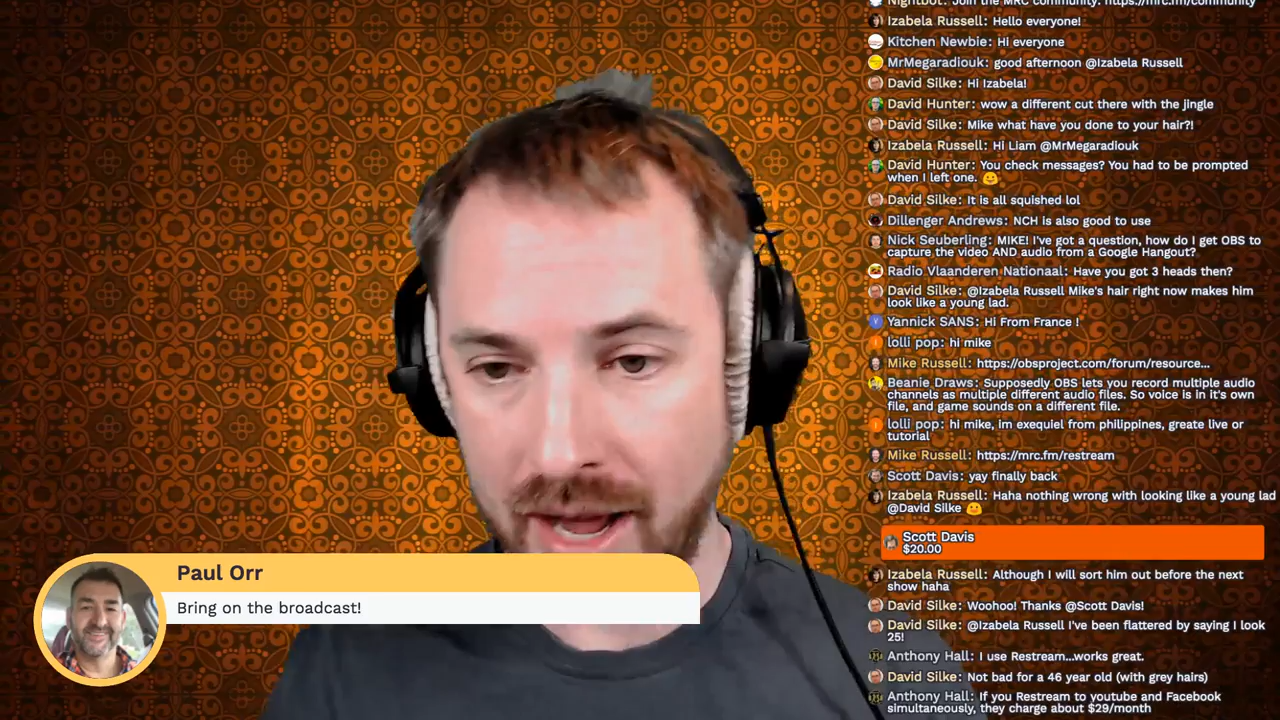 Nightbot: Join the MRC community: https://mrc.fm/community
Izabela Russell: Hello everyone!
Kitchen Newbie: Hi everyone
MrMegaradiouk: good afternoon @Izabela Russell
David Silke: Hi Izabela!
David Hunter: wow a different cut there with the jingle
David Silke: Mike what have you done to your hair?!
Izabela Russell: Hi Liam @MrMegaradiouk
David Hunter: You check messages? You had to be prompted
when I left one.
David Silke: It is all squished lol
Dillenger Andrews: NCH is also good to use
Nick Seuberling: MIKE! I've got a question, how do I get OBS to
capture the video AND audio from a Google Hangout?
Radio Vlaanderen Nationaal: Have you got 3 heads then?
David Silke: @Izabela Russell Mike's hair right now makes him
look like a young lad.
Yannick SANS: Hi From France !
lolli pop: hi mike
Mike Russell: https://obsproject.com/forum/resource...
Beanie Draws: Supposedly OBS lets you record multiple audio
channels as multiple different audio files. So voice is in it's own
file, and game sounds on a different file.
lolli pop: hi mike, im exequiel from philippines, greate live or
tutorial
Mike Russell: https://mrc.fm/restream
Scott Davis: yay finally back
Izabela Russell: Haha nothing wrong with looking like a young lad
@David Silke
Scott Davis
$20.00
Izabela Russell: Although I will sort him out before the next
show haha
David Silke: Woohoo! Thanks @Scott Davis!
David Silke: @Izabela Russell I've been flattered by saying I look
25!
Anthony Hall: I use Restream...works great.
David Silke: Not bad for a 46 year old (with grey hairs)
Anthony Hall: If you Restream to youtube and Facebook
simultaneously, they charge about $29/month
Paul Orr
Bring on the broadcast!